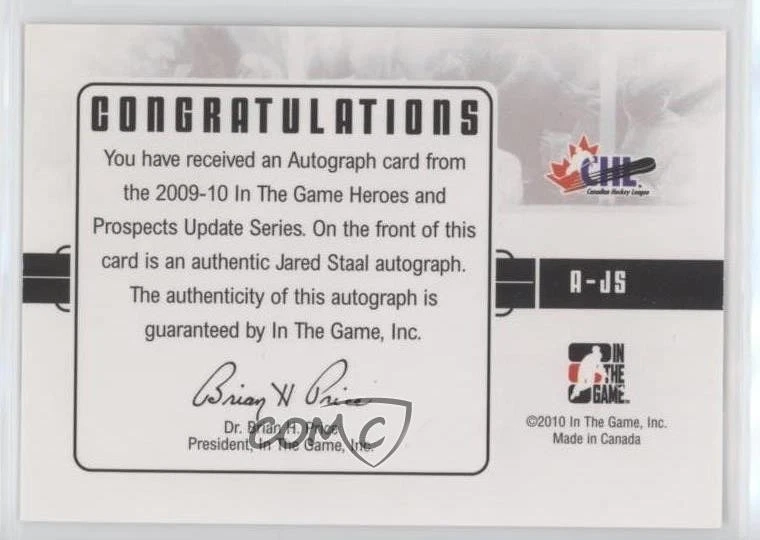 CONGRATULATIONS
You have received an Autograph card from
the 2009-10 In The Game Heroes and
Prospects Update Series. On the front of this
card is an authentic Jared Staal autograph.
The authenticity of this autograph is
guaranteed by In The Game, Inc.
Brian H Price
Dr. Brian H. Price
President, In The Game, Inc.
COMC
CHL
Canadian Hockey League
A-JS
IN
THE
GAME
©2010 In The Game, Inc.
Made in Canada